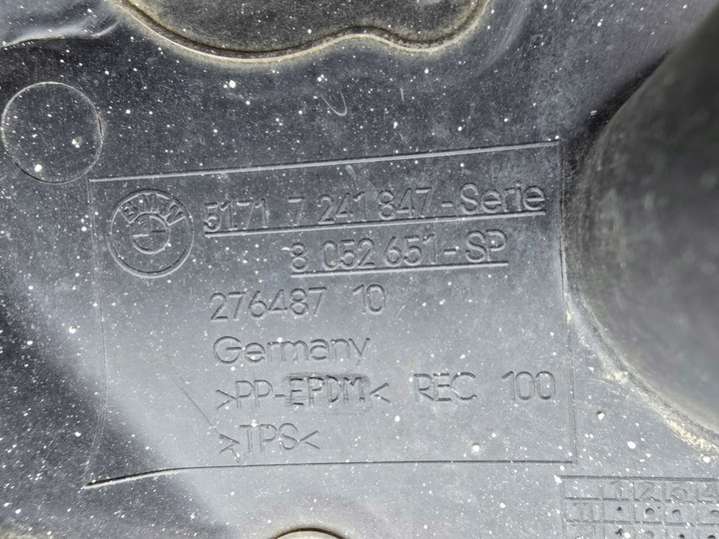 BMW
5171 7 241 847-Serie
8 052 651-SP
276487 10
Germany
>PP-EPDM< REC 100
>TPS<